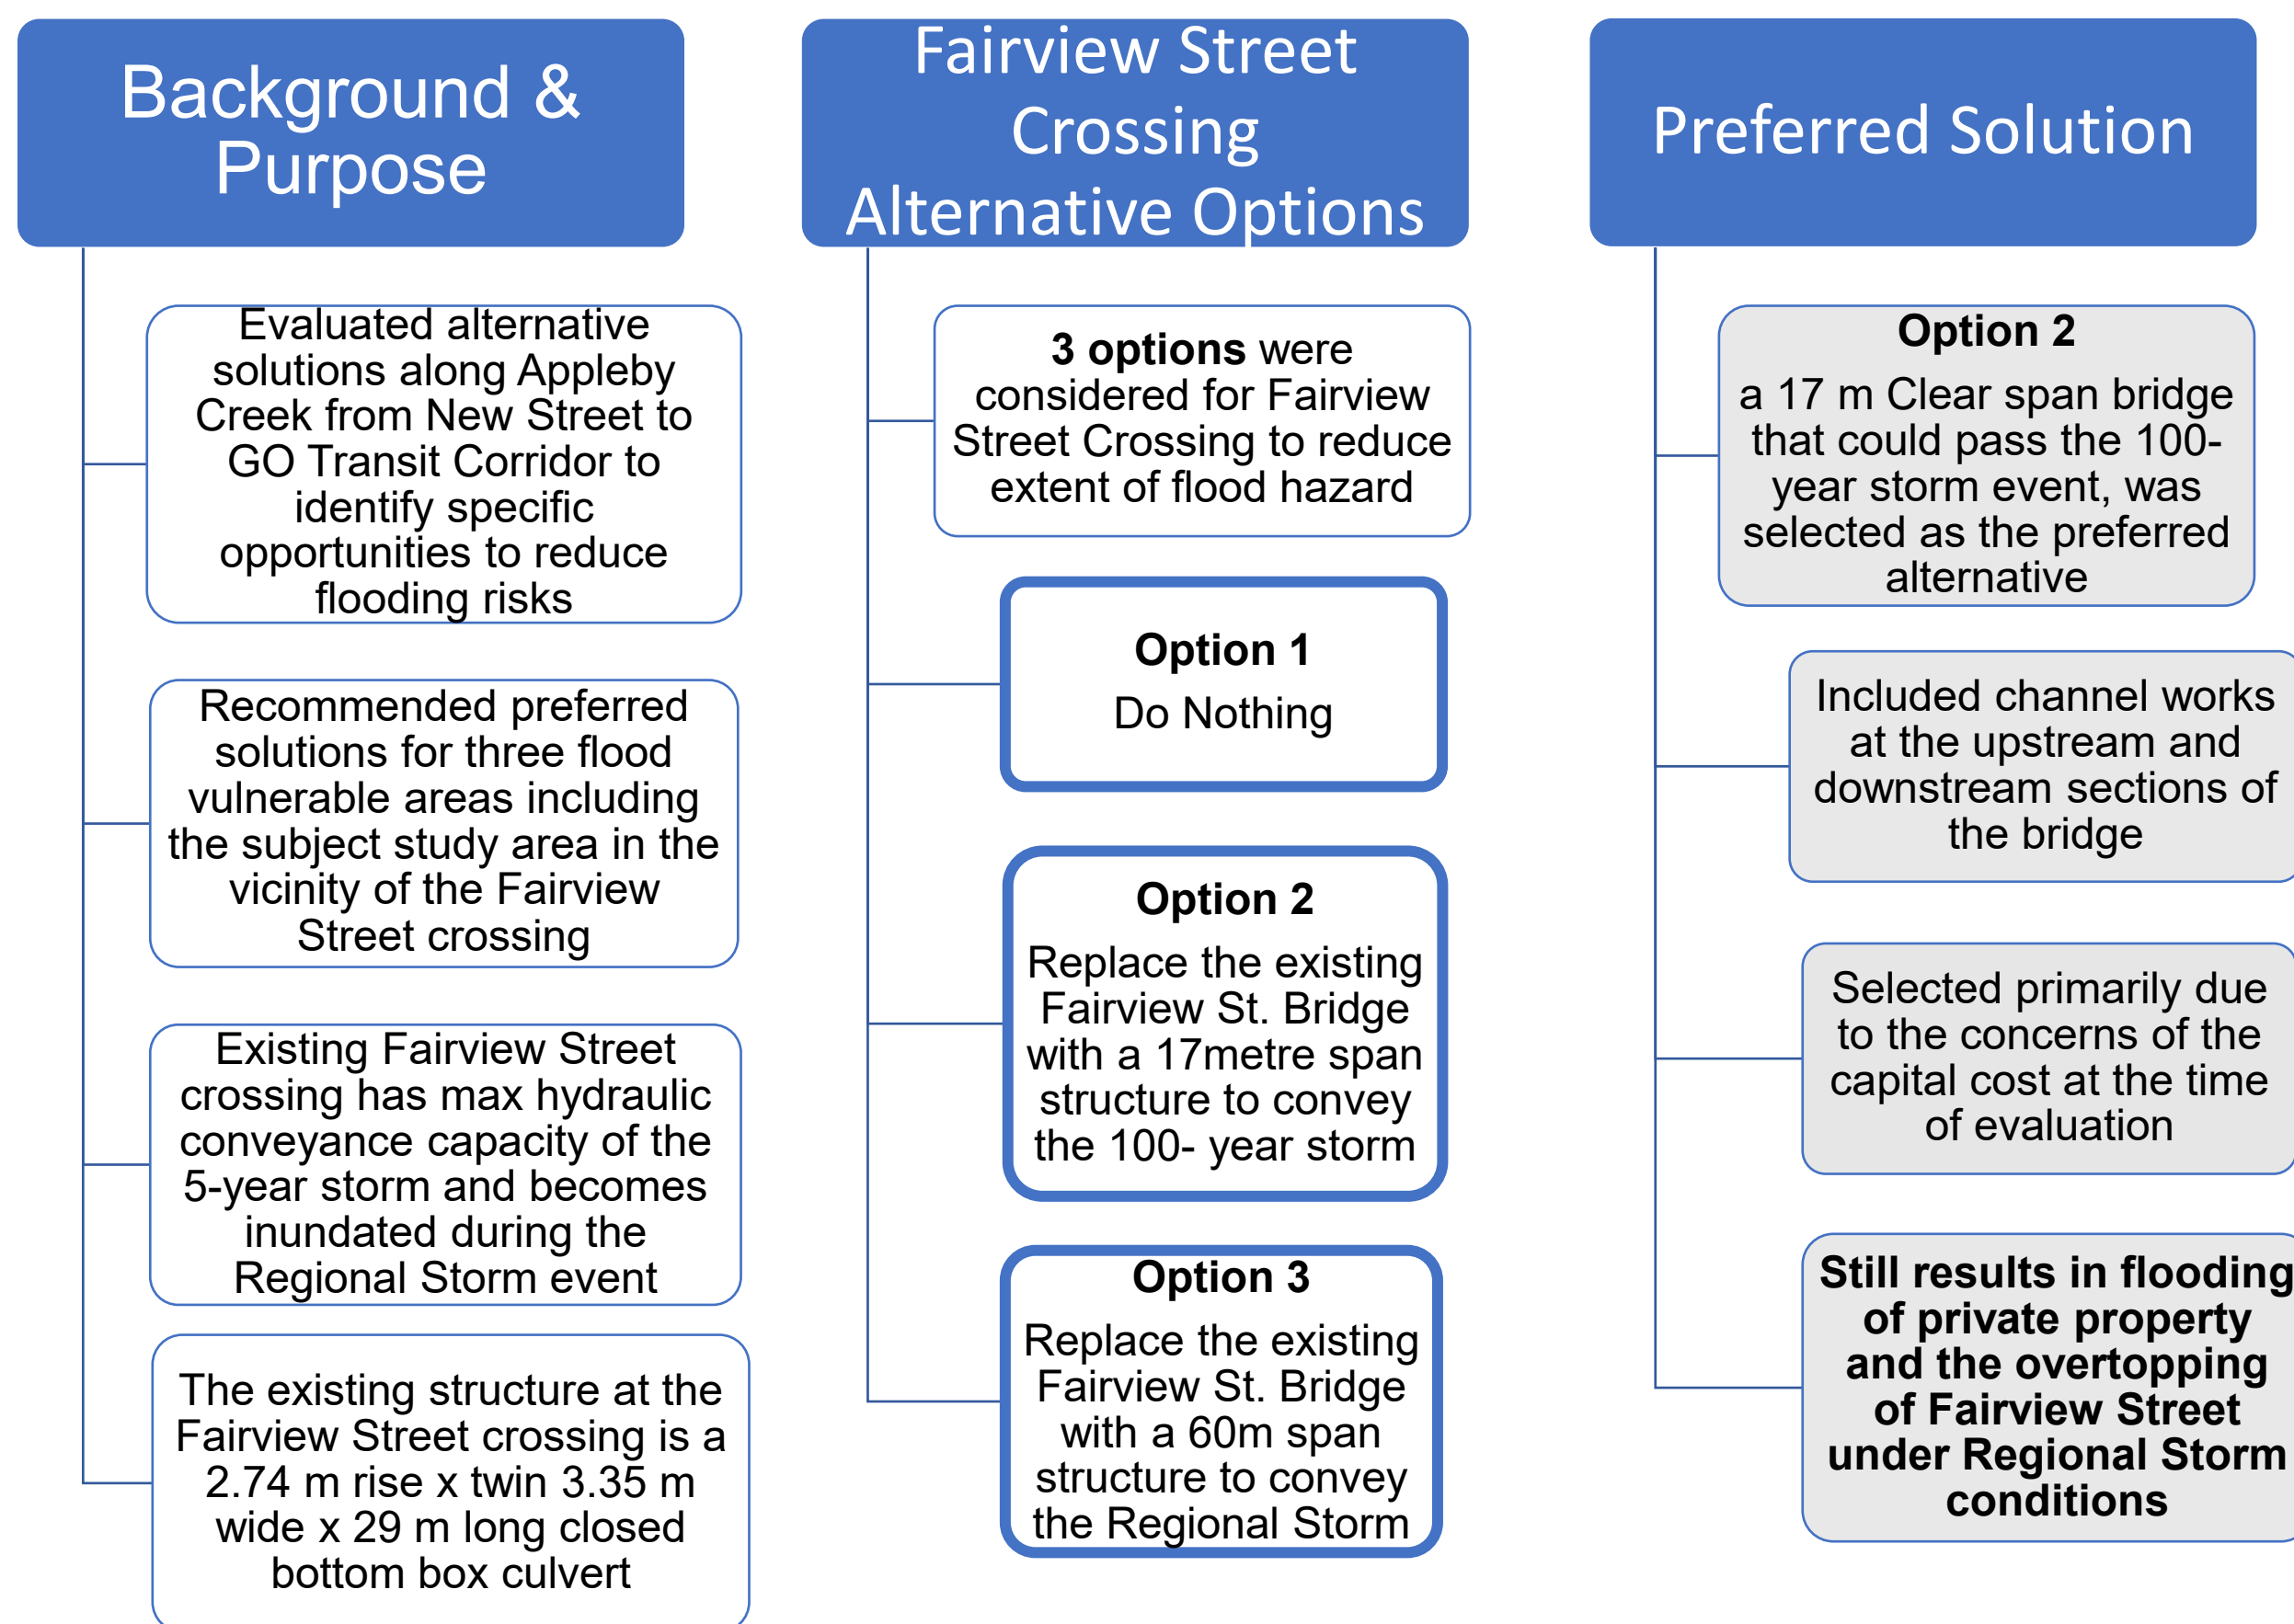 Background &
Purpose
Evaluated alternative
solutions along Appleby
Creek from New Street to
GO Transit Corridor to
identify specific
opportunities to reduce
flooding risks
Recommended preferred
solutions for three flood
vulnerable areas including
the subject study area in the
vicinity of the Fairview
Street crossing
Existing Fairview Street
crossing has max hydraulic
conveyance capacity of the
5-year storm and becomes
inundated during the
Regional Storm event
The existing structure at the
Fairview Street crossing is a
2.74 m rise x twin 3.35 m
wide x 29 m long closed
bottom box culvert
Fairview Street
Crossing
Alternative Options
3 options were
considered for Fairview
Street Crossing to reduce
extent of flood hazard
Option 1
Do Nothing
Option 2
Replace the existing
Fairview St. Bridge
with a 17metre span
structure to convey
the 100- year storm
Option 3
Replace the existing
Fairview St. Bridge
with a 60m span
structure to convey
the Regional Storm
Preferred Solution
Option 2
a 17 m Clear span bridge
that could pass the 100-
year storm event, was
selected as the preferred
alternative
Included channel works
at the upstream and
downstream sections of
the bridge
Selected primarily due
to the concerns of the
capital cost at the time
of evaluation
Still results in flooding
of private property
and the overtopping
of Fairview Street
under Regional Storm
conditions